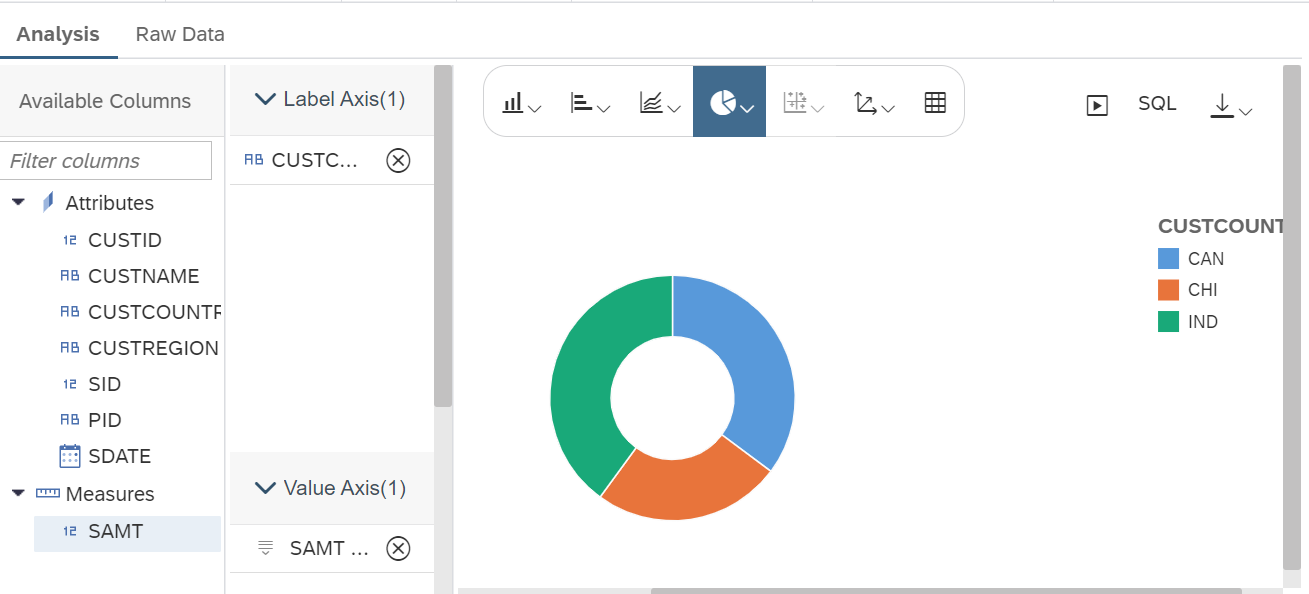 Analysis
Raw Data
Available Columns
Filter columns
Attributes
12 CUSTID
AB CUSTNAME
AB CUSTCOUNTR
AB CUSTREGION
12 SID
AB PID
SDATE
Measures
12 SAMT
Label Axis(1)
AB CUSTC...
Value Axis(1)
SAMT ...
SQL
CUSTCOUNT
CAN
CHI
IND